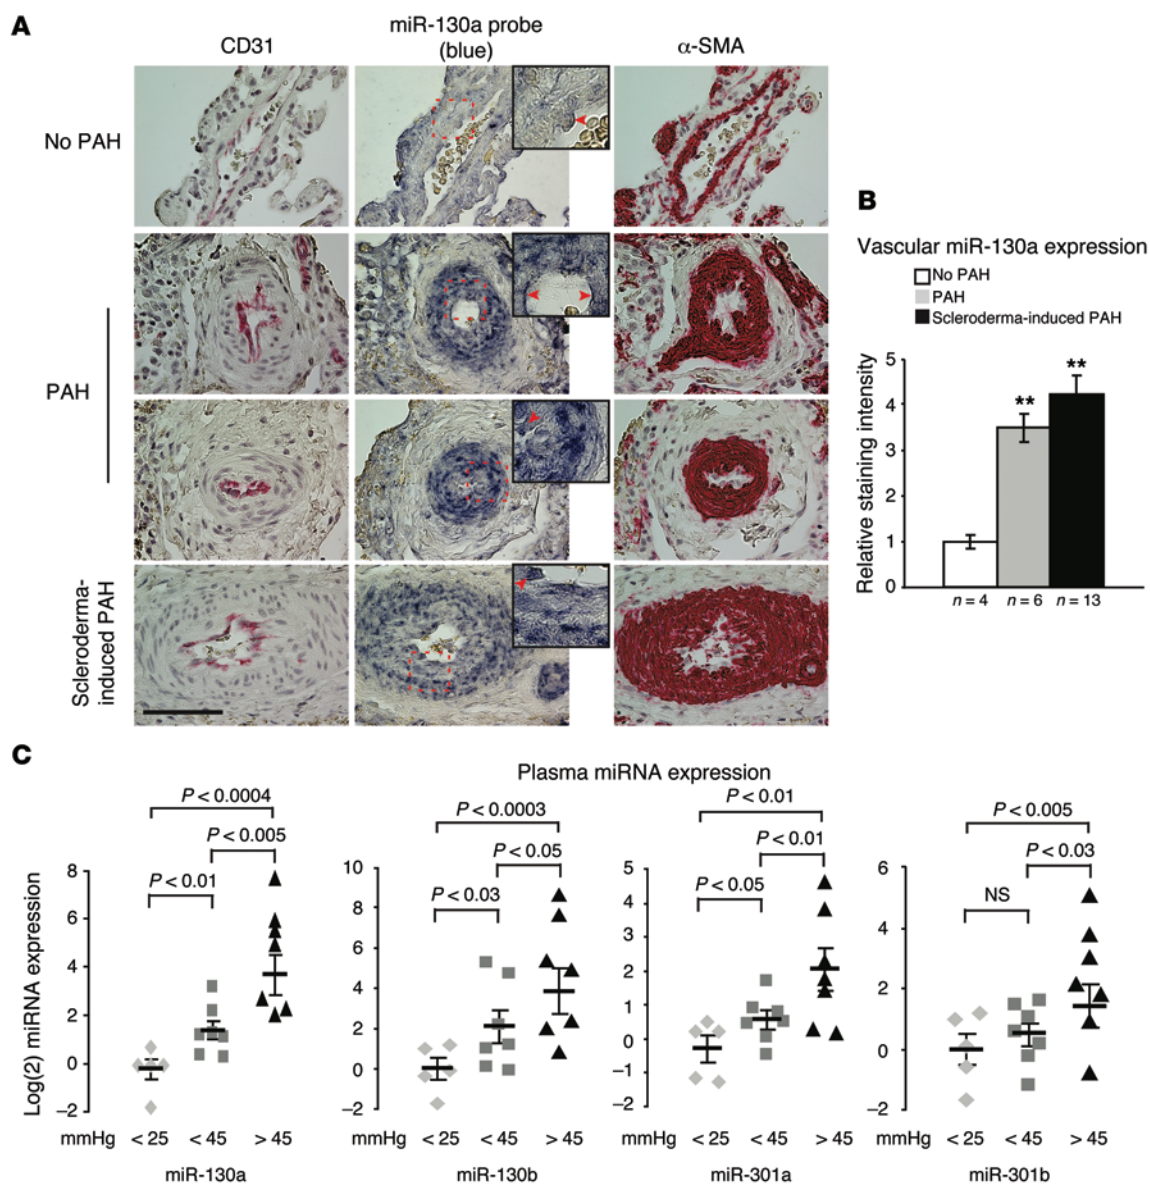 A
CD31
miR-130a probe
(blue)
α-SMA
No PAH
PAH
Scleroderma-
induced PAH
B
Vascular miR-130a expression
No PAH
PAH
Scleroderma-induced PAH
Relative staining intensity
5
4
3
2
1
0
**
**
n = 4
n = 6
n = 13
C
Plasma miRNA expression
Log(2) miRNA expression
P < 0.0004
P < 0.005
P < 0.01
8
6
4
2
0
–2
mmHg < 25 < 45 > 45
miR-130a
P < 0.0003
P < 0.05
P < 0.03
10
8
6
4
2
0
–2
mmHg < 25 < 45 > 45
miR-130b
P < 0.01
P < 0.01
P < 0.05
5
4
3
2
1
0
–1
–2
mmHg < 25 < 45 > 45
miR-301a
P < 0.005
P < 0.03
NS
6
4
2
0
–2
mmHg < 25 < 45 > 45
miR-301b